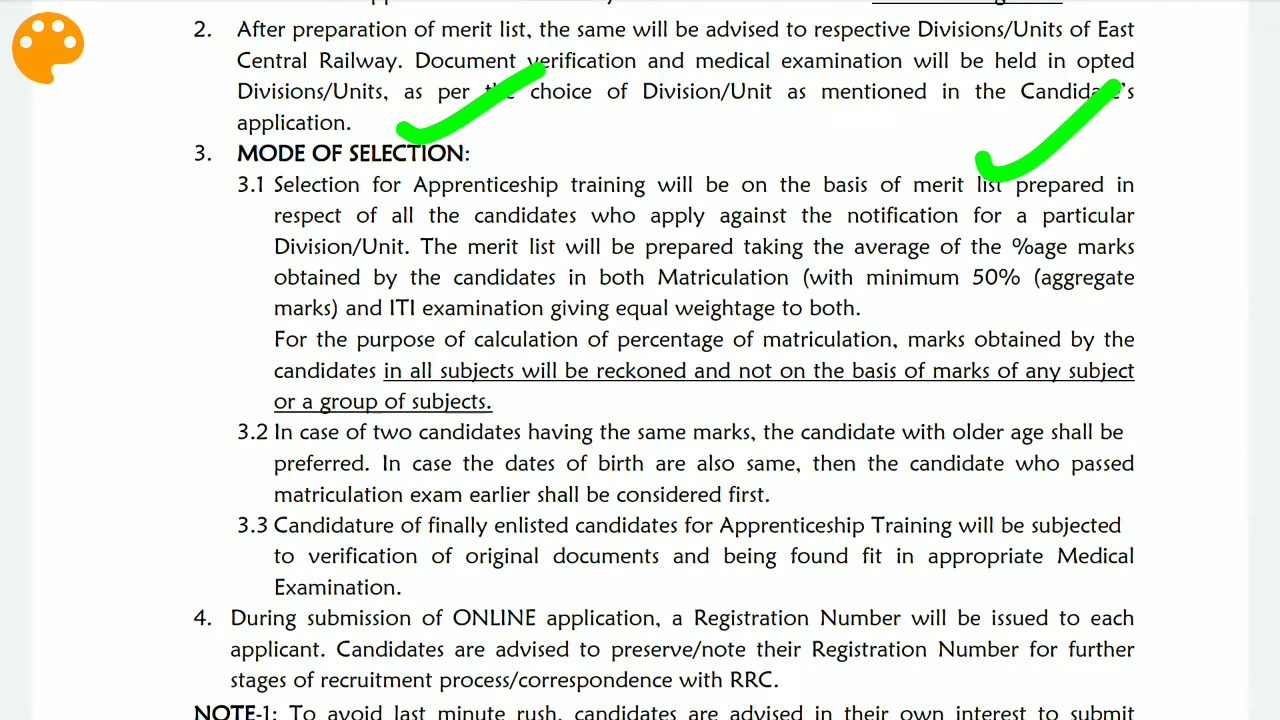 2. After preparation of merit list, the same will be advised to respective Divisions/Units of East
Central Railway. Document verification and medical examination will be held in opted
Divisions/Units, as per the choice of Division/Unit as mentioned in the Candidate's
application.
3. MODE OF SELECTION:
3.1 Selection for Apprenticeship training will be on the basis of merit list prepared in
respect of all the candidates who apply against the notification for a particular
Division/Unit. The merit list will be prepared taking the average of the %age marks
obtained by the candidates in both Matriculation (with minimum 50% (aggregate
marks) and ITI examination giving equal weightage to both.
For the purpose of calculation of percentage of matriculation, marks obtained by the
candidates in all subjects will be reckoned and not on the basis of marks of any subject
or a group of subjects.
3.2 In case of two candidates having the same marks, the candidate with older age shall be
preferred. In case the dates of birth are also same, then the candidate who passed
matriculation exam earlier shall be considered first.
3.3 Candidature of finally enlisted candidates for Apprenticeship Training will be subjected
to verification of original documents and being found fit in appropriate Medical
Examination.
4. During submission of ONLINE application, a Registration Number will be issued to each
applicant. Candidates are advised to preserve/note their Registration Number for further
stages of recruitment process/correspondence with RRC.
NOTE-1: To avoid last minute rush, candidates are advised in their own interest to submit